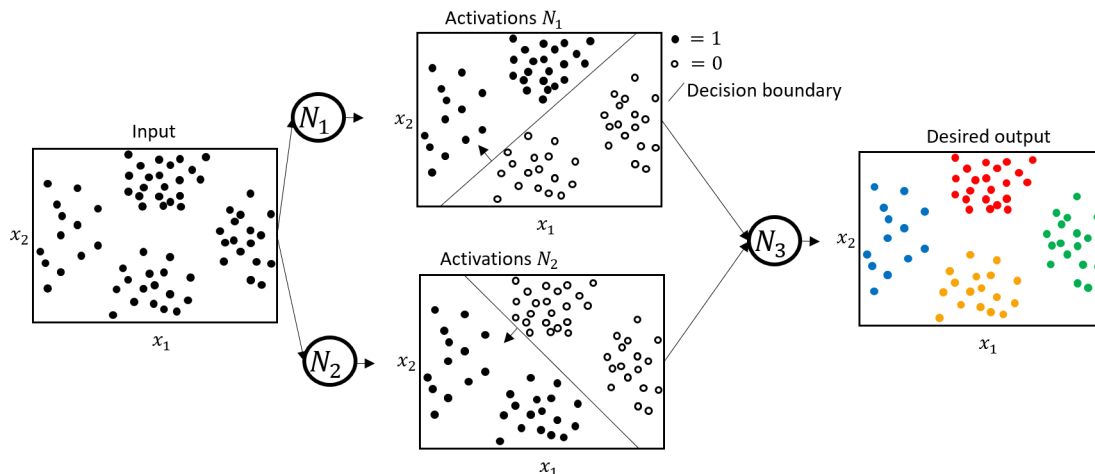 Activations N₁
= 1
= 0
Decision boundary
N₁
x₂
x₁
Input
x₂
x₁
Desired output
x₂
x₁
N₃
Activations N₂
N₂
x₂
x₁